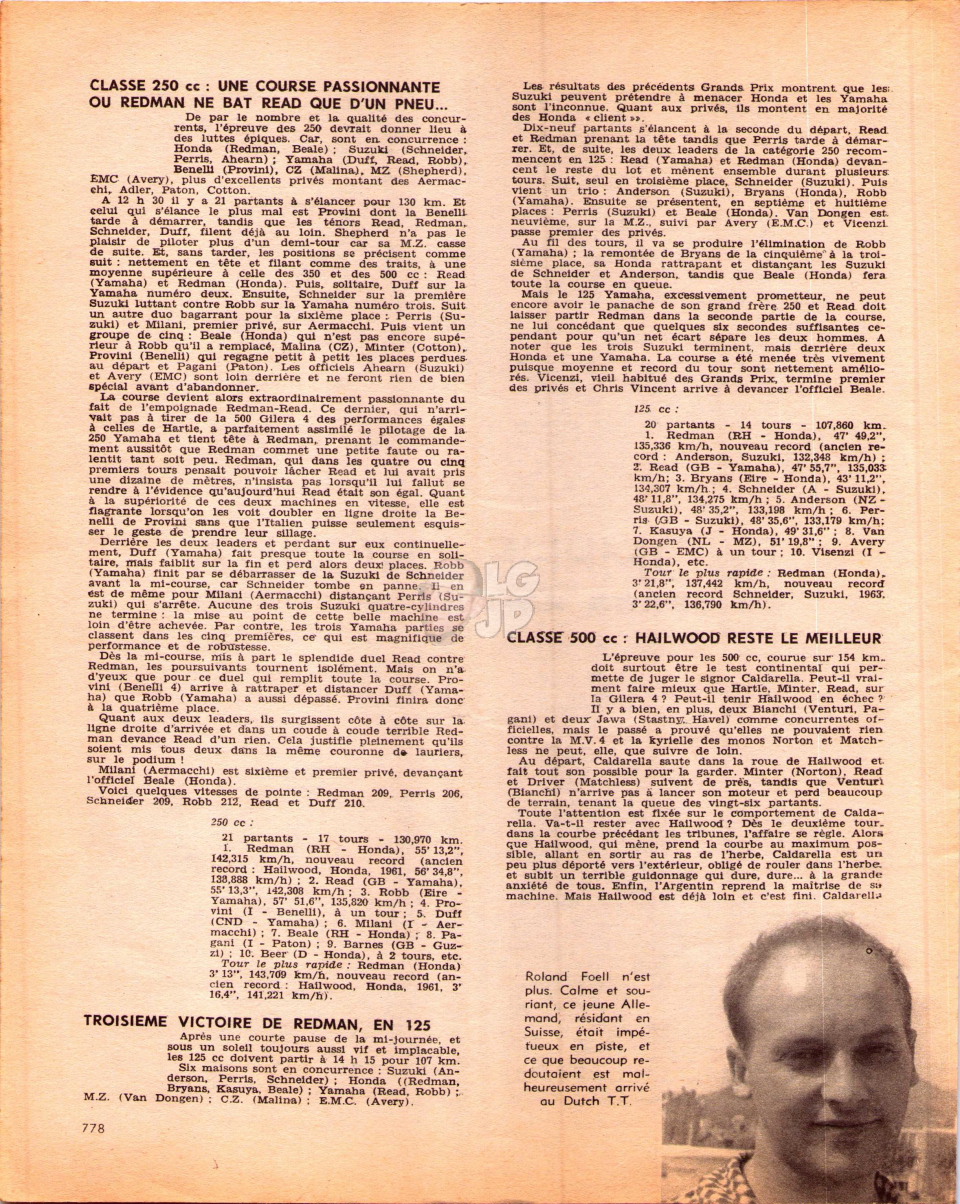 CLASSE 250 cc : UNE COURSE PASSIONNANTE
OU REDMAN NE BAT READ QUE D'UN PNEU...
De par le nombre et la qualité des concur-
rents, l'épreuve des 250 devrait donner lieu à
des luttes épiques. Car, sont en concurrence :
Honda (Redman, Beale) ; Suzuki (Schneider,
Perris, Ahearn) ; Yamaha (Duff, Read, Robb),
Benelli (Provini), CZ (Malina), MZ (Shepherd),
EMC (Avery), plus d'excellents privés montant des Aermac-
chi, Adler, Paton, Cotton.
A 12 h 30 il y a 21 partants à s'élancer pour 130 km. Et
celui qui s'élance le plus mal est Provini dont la Benelli
tarde à démarrer, tandis que les ténors Read, Redman,
Schneider, Duff, filent déjà au loin. Shepherd n'a pas le
plaisir de piloter plus d'un demi-tour car sa M.Z. casse
de suite. Et, sans tarder, les positions se précisent comme
suit : nettement en tête et filant comme des traits, à une
moyenne supérieure à celle des 350 et des 500 cc : Read
(Yamaha) et Redman (Honda). Puis, solitaire, Duff sur la
Yamaha numéro deux. Ensuite, Schneider sur la première
Suzuki luttant contre Robb sur la Yamaha numéro trois. Suit
un autre duo bagarrant pour la sixième place : Perris (Su-
zuki) et Milani, premier privé, sur Aermacchi. Puis vient un
groupe de cinq : Beale (Honda) qui n'est pas encore supé-
rieur à Robb qu'il a remplacé, Malina (CZ), Minter (Cotton),
Provini (Benelli) qui regagne petit à petit les places perdues
au départ et Pagani (Paton). Les officiels Ahearn (Suzuki)
et Avery (EMC) sont loin derrière et ne feront rien de bien
spécial avant d'abandonner.
La course devient alors extraordinairement passionnante du
fait de l'empoignade Redman-Read. Ce dernier, qui n'arri-
vait pas à tirer de la 500 Gilera 4 des performances égales
à celles de Hartle, a parfaitement assimilé le pilotage de la
250 Yamaha et tient tête à Redman, prenant le commande-
ment aussitôt que Redman commet une petite faute ou ra-
lentit tant soit peu. Redman, qui dans les quatre ou cinq
premiers tours pensait pouvoir lâcher Read et lui avait pris
une dizaine de mètres, n'insista pas lorsqu'il lui fallut se
rendre à l'évidence qu'aujourd'hui Read était son égal. Quant
à la supériorité de ces deux machines en vitesse, elle est
flagrante lorsqu'on les voit doubler en ligne droite la Be-
nelli de Provini sans que l'Italien puisse seulement esquis-
ser le geste de prendre leur sillage.
Derrière les deux leaders et perdant sur eux continuelle-
ment, Duff (Yamaha) fait presque toute la course en soli-
taire, mais faiblit sur la fin et perd alors deux places. Robb
(Yamaha) finit par se débarrasser de la Suzuki de Schneider
avant la mi-course, car Schneider tombe en panne. Il en
est de même pour Milani (Aermacchi) distançant Perris (Su-
zuki) qui s'arrête. Aucune des trois Suzuki quatre-cylindres
ne termine : la mise au point de cette belle machine est
loin d'être achevée. Par contre, les trois Yamaha parties se
classent dans les cinq premières, ce qui est magnifique de
performance et de robustesse.
Dès la mi-course, mis à part le splendide duel Read contre
Redman, les poursuivants tournent isolément. Mais on n'a
d'yeux que pour ce duel qui remplit toute la course. Pro-
vini (Benelli 4) arrive à rattraper et distancer Duff (Yama-
ha) que Robb (Yamaha) a aussi dépassé. Provini finira donc
à la quatrième place.
Quant aux deux leaders, ils surgissent côte à côte sur la
ligne droite d'arrivée et dans un coude à coude terrible Red-
man devance Read d'un rien. Cela justifie pleinement qu'ils
soient mis tous deux dans la même couronne de lauriers,
sur le podium !
Milani (Aermacchi) est sixième et premier privé, devançant
l'officiel Beale (Honda).
Voici quelques vitesses de pointe : Redman 209, Perris 206,
Schneider 209, Robb 212, Read et Duff 210.
250 cc :
21 partants - 17 tours - 130,970 km.
1. Redman (RH - Honda), 55' 13,2",
142,315 km/h, nouveau record (ancien
record : Hailwood, Honda, 1961, 56' 34,8",
138,888 km/h) ; 2. Read (GB - Yamaha),
55' 13,3", 142,308 km/h ; 3. Robb (Eire -
Yamaha), 57' 51,6", 135,820 km/h ; 4. Pro-
vini (I - Benelli), à un tour ; 5. Duff
(CND - Yamaha) ; 6. Milani (I - Aer-
macchi) ; 7. Beale (RH - Honda) ; 8. Pa-
gani (I - Paton) ; 9. Barnes (GB - Guz-
zi) ; 10. Beer (D - Honda), à 2 tours, etc.
Tour le plus rapide : Redman (Honda)
3' 13", 143,709 km/h, nouveau record (an-
cien record : Hailwood, Honda, 1961, 3'
16,4", 141,221 km/h).
TROISIEME VICTOIRE DE REDMAN, EN 125
Après une courte pause de la mi-journée, et
sous un soleil toujours aussi vif et implacable,
les 125 cc doivent partir à 14 h 15 pour 107 km.
Six maisons sont en concurrence : Suzuki (An-
derson, Perris, Schneider) ; Honda ((Redman,
Bryans, Kasuya, Beale) ; Yamaha (Read, Robb) ;
M.Z. (Van Dongen) ; C.Z. (Malina) ; E.M.C. (Avery).
778
Les résultats des précédents Grands Prix montrent que les
Suzuki peuvent prétendre à menacer Honda et les Yamaha
sont l'inconnue. Quant aux privés, ils montent en majorité
des Honda « client ».
Dix-neuf partants s'élancent à la seconde du départ, Read
et Redman prenant la tête tandis que Perris tarde à démar-
rer. Et, de suite, les deux leaders de la catégorie 250 recom-
mencent en 125 : Read (Yamaha) et Redman (Honda) devan-
cent le reste du lot et mènent ensemble durant plusieurs
tours. Suit, seul en troisième place, Schneider (Suzuki). Puis
vient un trio : Anderson (Suzuki), Bryans (Honda), Robb
(Yamaha). Ensuite se présentent, en septième et huitième
places : Perris (Suzuki) et Beale (Honda). Van Dongen est
neuvième, sur la M.Z., suivi par Avery (E.M.C.) et Vicenzi
passe premier des privés.
Au fil des tours, il va se produire l'élimination de Robb
(Yamaha) ; la remontée de Bryans de la cinquième à la troi-
sième place, sa Honda rattrapant et distançant les Suzuki
de Schneider et Anderson, tandis que Beale (Honda) fera
toute la course en queue.
Mais le 125 Yamaha, excessivement prometteur, ne peut
encore avoir le panache de son grand frère 250 et Read doit
laisser partir Redman dans la seconde partie de la course,
ne lui concédant que quelques six secondes suffisantes ce-
pendant pour qu'un net écart sépare les deux hommes. A
noter que les trois Suzuki terminent, mais derrière deux
Honda et une Yamaha. La course a été menée très vivement
puisque moyenne et record du tour sont nettement amélio-
rés. Vicenzi, vieil habitué des Grands Prix, termine premier
des privés et Chris Vincent arrive à devancer l'officiel Beale.
125 cc :
20 partants - 14 tours - 107,860 km.
1. Redman (RH - Honda), 47' 49,2",
135,336 km/h, nouveau record (ancien re-
cord : Anderson, Suzuki, 132,348 km/h) ;
2. Read (GB - Yamaha), 47' 55,7", 135,033
km/h; 3. Bryans (Eire - Honda), 43' 11,2",
134,307 km/h ; 4. Schneider (A - Suzuki),
48' 11,8", 134,275 km/h ; 5. Anderson (NZ -
Suzuki), 48' 35,2", 133,198 km/h ; 6. Per-
ris (GB - Suzuki), 48' 35,6", 133,179 km/h;
7. Kasuya (J - Honda), 49' 31,6" ; 8. Van
Dongen (NL - MZ), 51' 19,8" ; 9. Avery
(GB - EMC) à un tour ; 10. Visenzi (I -
Honda), etc.
Tour le plus rapide : Redman (Honda),
3' 21,8", 137,442 km/h, nouveau record
(ancien record Schneider, Suzuki, 1963,
3' 22,6", 136,790 km/h).
CLASSE 500 cc : HAILWOOD RESTE LE MEILLEUR
L'épreuve pour les 500 cc, courue sur 154 km.
doit surtout être le test continental qui per-
mette de juger le signor Caldarella. Peut-il vrai-
ment faire mieux que Hartle, Minter, Read, sur
la Gilera 4 ? Peut-il tenir Hailwood en échec ?
Il y a bien, en plus, deux Bianchi (Venturi, Pa-
gani) et deux Jawa (Stastny, Havel) comme concurrentes of-
ficielles, mais le passé a prouvé qu'elles ne pouvaient rien
contre la M.V.4 et la kyrielle des monos Norton et Match-
less ne peut, elle, que suivre de loin.
Au départ, Caldarella saute dans la roue de Hailwood et
fait tout son possible pour la garder. Minter (Norton), Read
et Driver (Matchless) suivent de près, tandis que Venturi
(Bianchi) n'arrive pas à lancer son moteur et perd beaucoup
de terrain, tenant la queue des vingt-six partants.
Toute l'attention est fixée sur le comportement de Calda-
rella. Va-t-il rester avec Hailwood ? Dès le deuxième tour,
dans la courbe précédant les tribunes, l'affaire se règle. Alors
que Hailwood, qui mène, prend la courbe au maximum pos-
sible, allant en sortir au ras de l'herbe, Caldarella est un
peu plus déporté vers l'extérieur, obligé de rouler dans l'herbe
et subit un terrible guidonnage qui dure, dure... à la grande
anxiété de tous. Enfin, l'Argentin reprend la maîtrise de sa
machine. Mais Hailwood est déjà loin et c'est fini. Caldarella
Roland Foell n'est
plus. Calme et sou-
riant, ce jeune Alle-
mand, résidant en
Suisse, était impé-
tueux en piste, et
ce que beaucoup re-
doutaient est mal-
heureusement arrivé
au Dutch T.T.